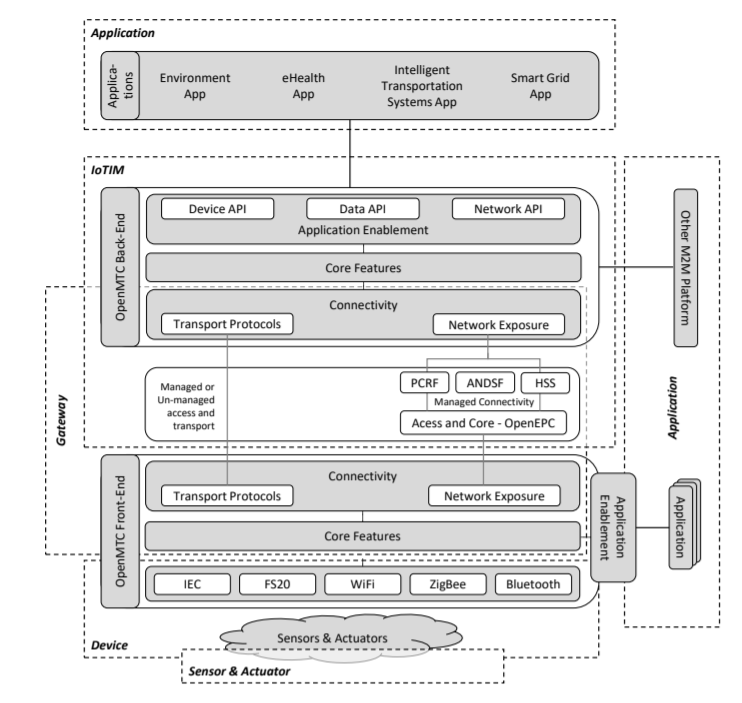 Application
Applica-
tions
Environment
App
eHealth
App
Intelligent
Transportation
Systems App
Smart Grid
App
IoTIM
OpenMTC Back-End
Device API
Data API
Network API
Application Enablement
Core Features
Connectivity
Transport Protocols
Network Exposure
Other M2M Platform
Application
Gateway
Managed or
Un-managed
access and
transport
PCRF
ANDSF
HSS
Managed Connectivity
Acess and Core - OpenEPC
OpenMTC Front-End
Connectivity
Transport Protocols
Network Exposure
Core Features
Application
Enablement
Application
IEC
FS20
WiFi
ZigBee
Bluetooth
Device
Sensors & Actuators
Sensor & Actuator